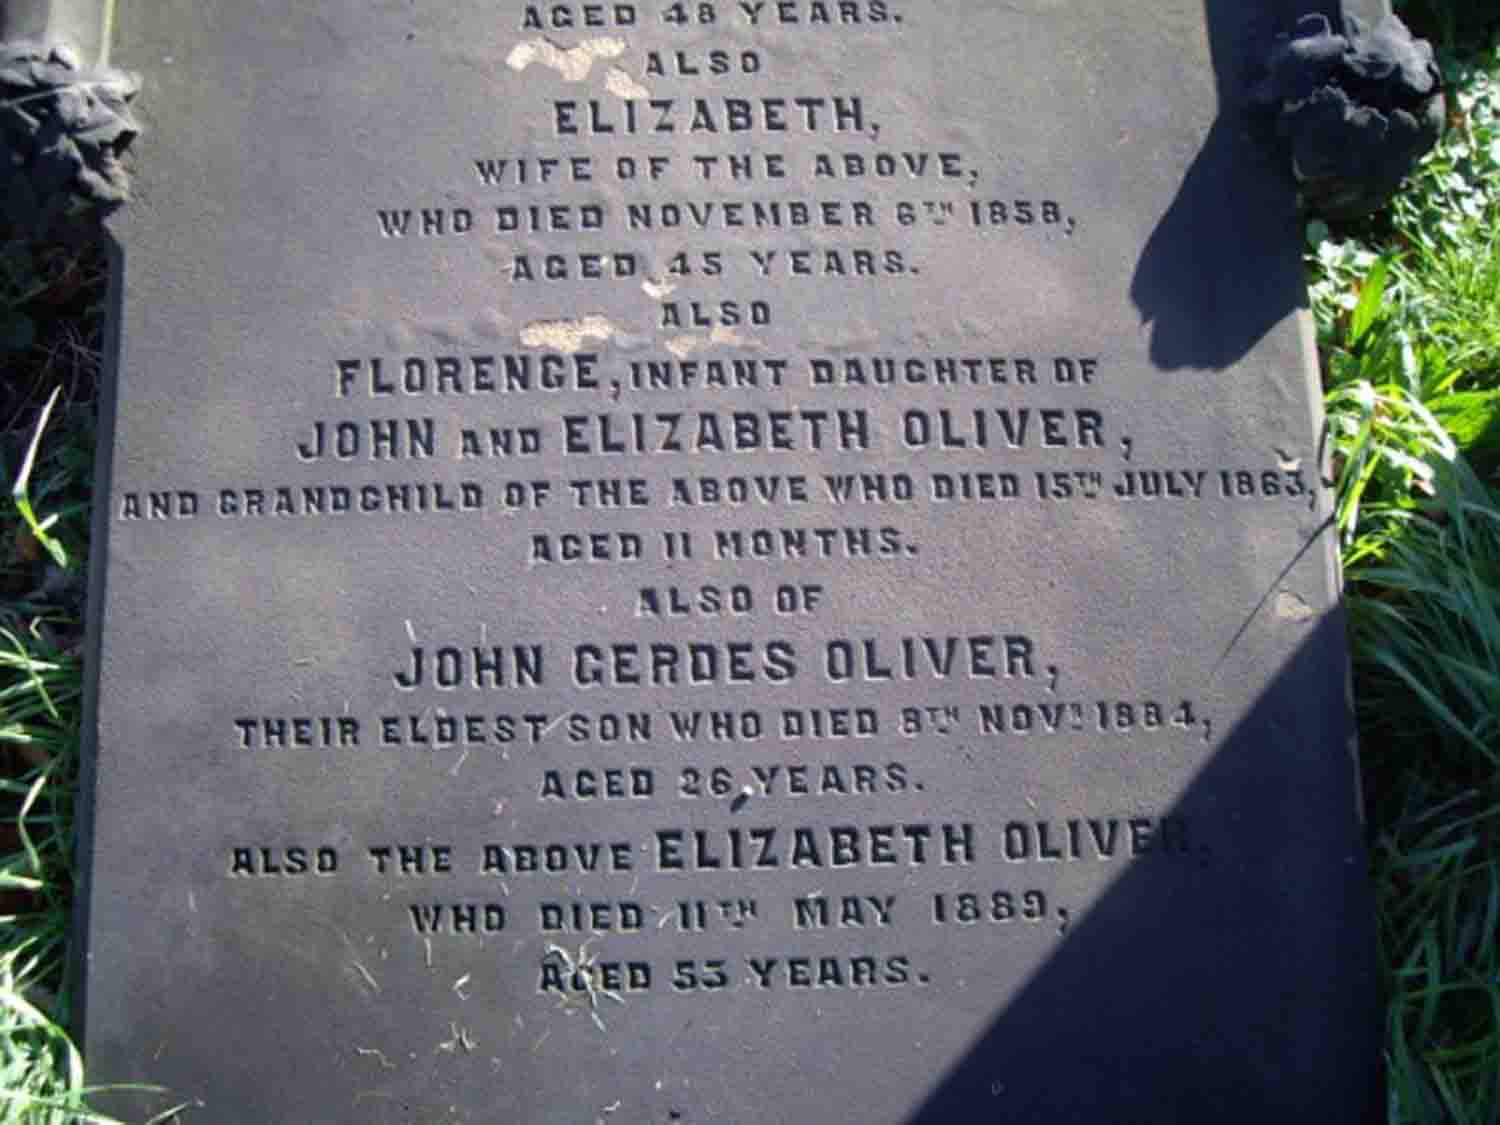 AGED 48 YEARS.
ALSO
ELIZABETH,
WIFE OF THE ABOVE,
WHO DIED NOVEMBER 6TH 1858,
AGED 45 YEARS.
ALSO
FLORENCE, INFANT DAUGHTER OF
JOHN AND ELIZABETH OLIVER,
AND GRANDCHILD OF THE ABOVE WHO DIED 15TH JULY 1863,
AGED 11 MONTHS.
ALSO OF
JOHN GERDES OLIVER,
THEIR ELDEST SON WHO DIED 8TH NOVR 1884,
AGED 26 YEARS.
ALSO THE ABOVE ELIZABETH OLIVER,
WHO DIED 11TH MAY 1889,
AGED 55 YEARS.